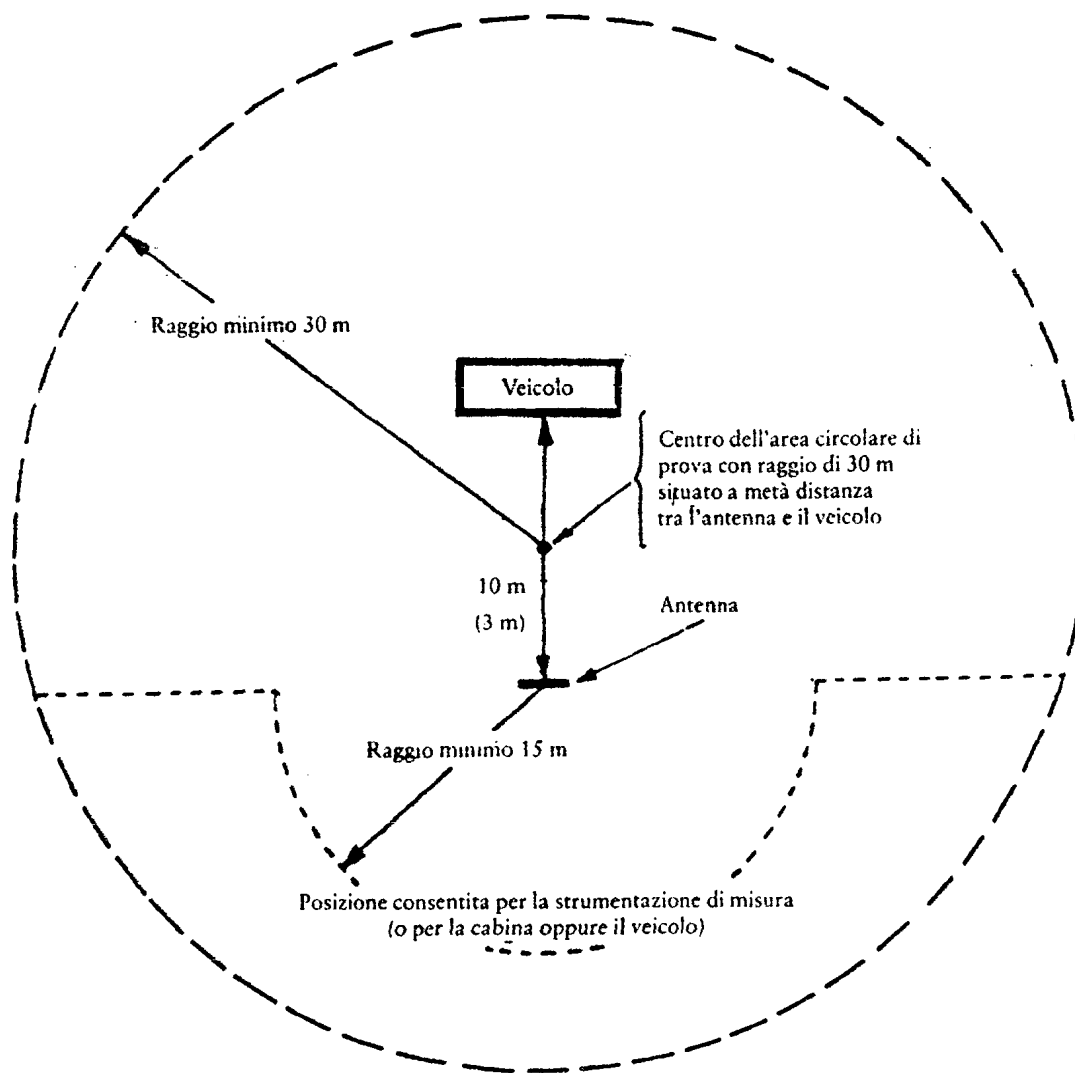 Raggio minimo 30 m
Veicolo
Centro dell'area circolare di
prova con raggio di 30 m
situato a metà distanza
tra l'antenna e il veicolo
10 m
(3 m)
Antenna
Raggio minimo 15 m
Posizione consentita per la strumentazione di misura
(o per la cabina oppure il veicolo)